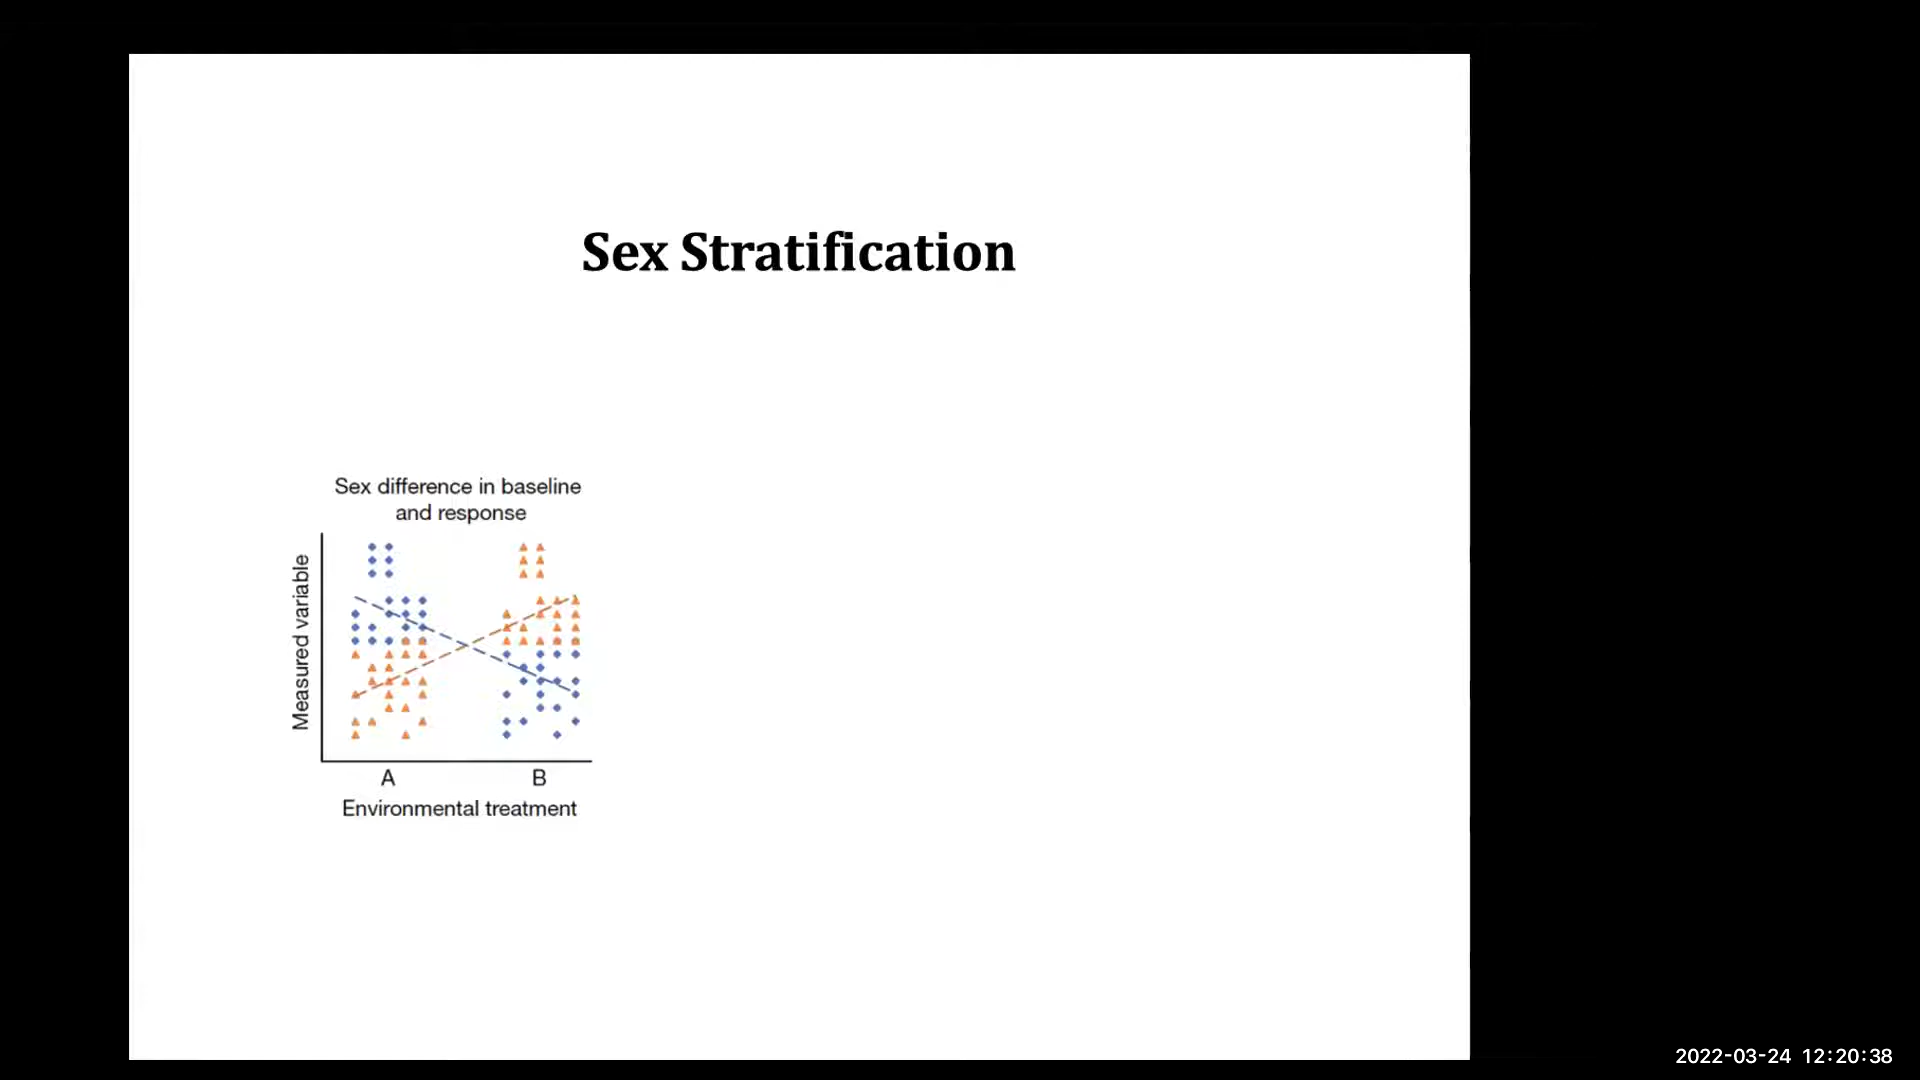 Sex Stratification
Sex difference in baseline
and response
Measured variable
A
B
Environmental treatment
2022-03-24 12:20:38